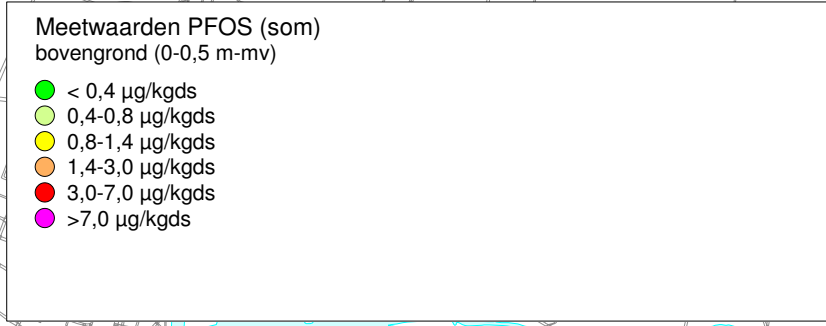 Meetwaarden PFOS (som)
bovengrond (0-0,5 m-mv)
< 0,4 µg/kgds
0,4-0,8 µg/kgds
0,8-1,4 µg/kgds
1,4-3,0 µg/kgds
3,0-7,0 µg/kgds
>7,0 µg/kgds